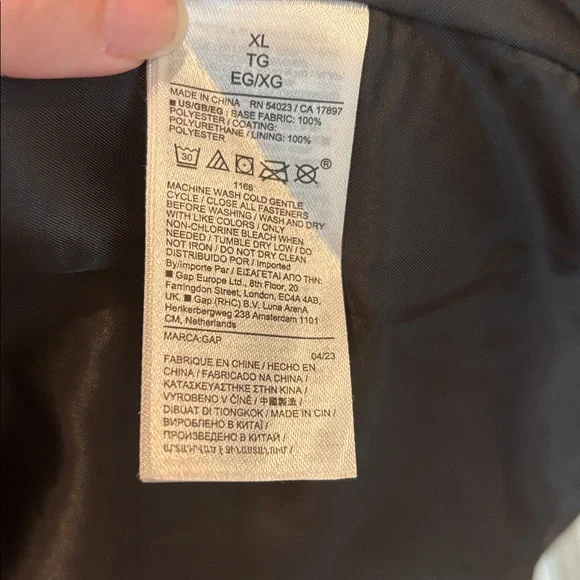 XL
TG
EG/XG
MADE IN CHINA RN 54023 / CA 17897
■ US/GB/EG : BASE FABRIC: 100%
POLYESTER / COATING:
POLYURETHANE / LINING: 100%
POLYESTER
30 ®
1166
MACHINE WASH COLD GENTLE
CYCLE / CLOSE ALL FASTENERS
BEFORE WASHING / WASH AND DRY
WITH LIKE COLORS / ONLY
NON-CHLORINE BLEACH WHEN
NEEDED / TUMBLE DRY LOW / DO
NOT IRON / DO NOT DRY CLEAN
DISTRIBUIDO POR / Imported
By/Importe Par / ΕΙΣΑΓΕΤΑΙ ΑΠΟ ΤΗΝ:
■ Gap Europe Ltd., 8th Floor, 20
Farringdon Street, London, EC4A 4AB,
UK, ■ Gap (RHC) B.V. Luna ArenA
Herikerbergweg 238 Amsterdam 1101
CM, Netherlands
MARCA:GAP
04/23
FABRIQUE EN CHINE / HECHO EN
CHINA / FABRICADO NA CHINA /
ΚΑΤΑΣΚΕΥΑΣΤΗΚΕ ΣΤΗΝ ΚΙΝΑ /
VYROBENO V ČÍNĚ / 中國製造 /
DIBUAT DI TIONGKOK / MADE IN CIN /
ВИРОБЛЕНО В КИТАЇ /
ПРОИЗВЕДЕНО В КИТАЙ /